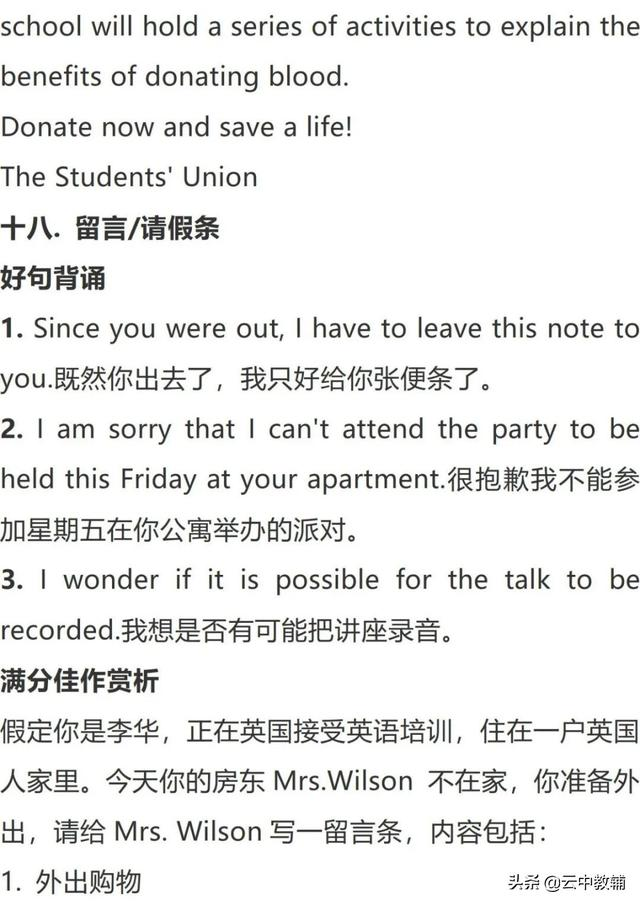 school will hold a series of activities to explain the
benefits of donating blood.
Donate now and save a life!
The Students' Union
十八. 留言/请假条
好句背诵
1. Since you were out, I have to leave this note to
you.既然你出去了，我只好给你张便条了。
2. I am sorry that I can't attend the party to be
held this Friday at your apartment.很抱歉我不能参
加星期五在你公寓举办的派对。
3. I wonder if it is possible for the talk to be
recorded.我想是否有可能把讲座录音。
满分佳作赏析
假定你是李华，正在英国接受英语培训，住在一户英国
人家里。今天你的房东 Mrs.Wilson 不在家，你准备外
出，请给 Mrs. Wilson 写一留言条，内容包括：
1. 外出购物
头条 @云中教辅